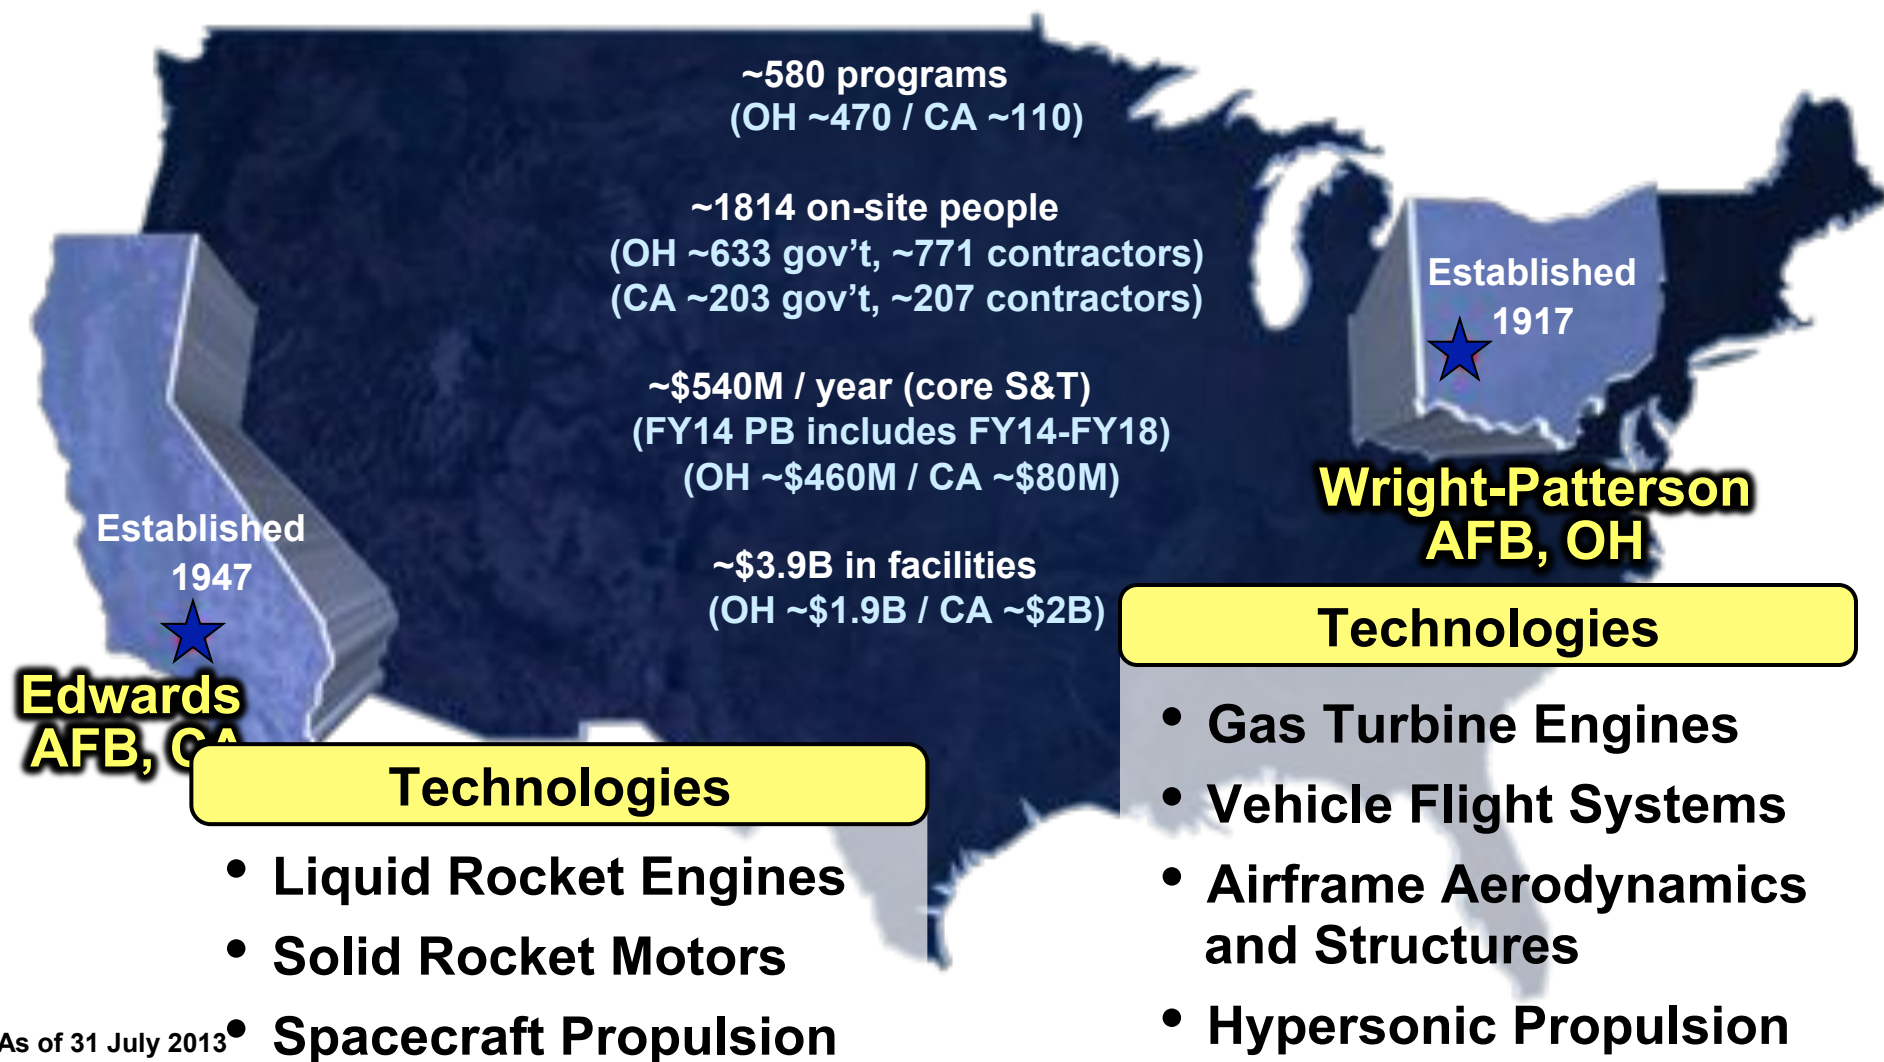 ~580 programs
(OH ~470 / CA ~110)
~1814 on-site people
(OH ~633 gov’t, ~771 contractors)
(CA ~203 gov’t, ~207 contractors)
~$540M / year (core S&T)
(FY14 PB includes FY14-FY18)
(OH ~$460M / CA ~$80M)
~$3.9B in facilities
(OH ~$1.9B / CA ~$2B)
Established
1917
Wright-Patterson
AFB, OH
Technologies
• Gas Turbine Engines
• Vehicle Flight Systems
• Airframe Aerodynamics
and Structures
• Hypersonic Propulsion
Established
1947
Edwards
AFB, CA
Technologies
• Liquid Rocket Engines
• Solid Rocket Motors
• Spacecraft Propulsion
As of 31 July 2013